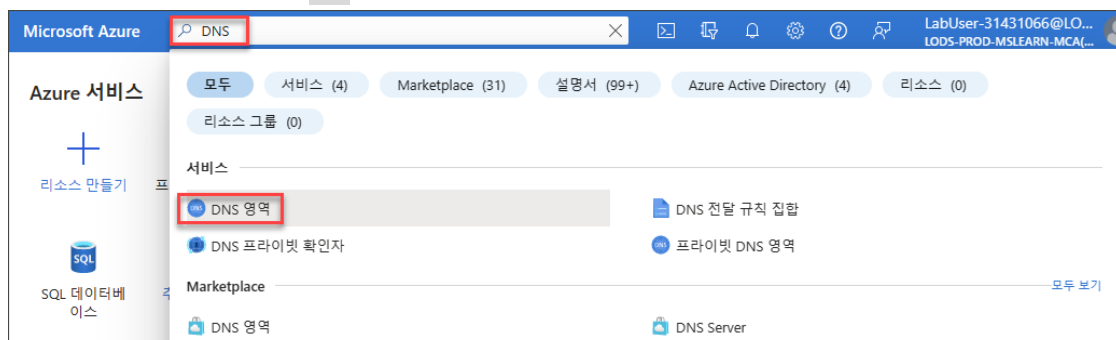 Microsoft Azure
DNS
LabUser-31431066@LO...
LODS-PROD-MSLEARN-MCA(...
Azure 서비스
모두
서비스 (4)
Marketplace (31)
설명서 (99+)
Azure Active Directory (4)
리소스 (0)
리소스 그룹 (0)
리소스 만들기
프
서비스
DNS 영역
DNS 전달 규칙 집합
DNS 프라이빗 확인자
프라이빗 DNS 영역
SQL
SQL 데이터베
이스
Marketplace
모두 보기
DNS 영역
DNS Server